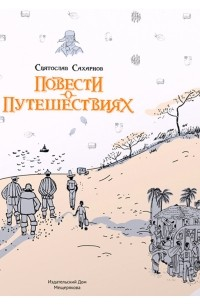 Святослав Сахарнов
ПОВЕСТИ
О
ПУТЕШЕСТВИЯХ
Издательский Дом
Мещерякова